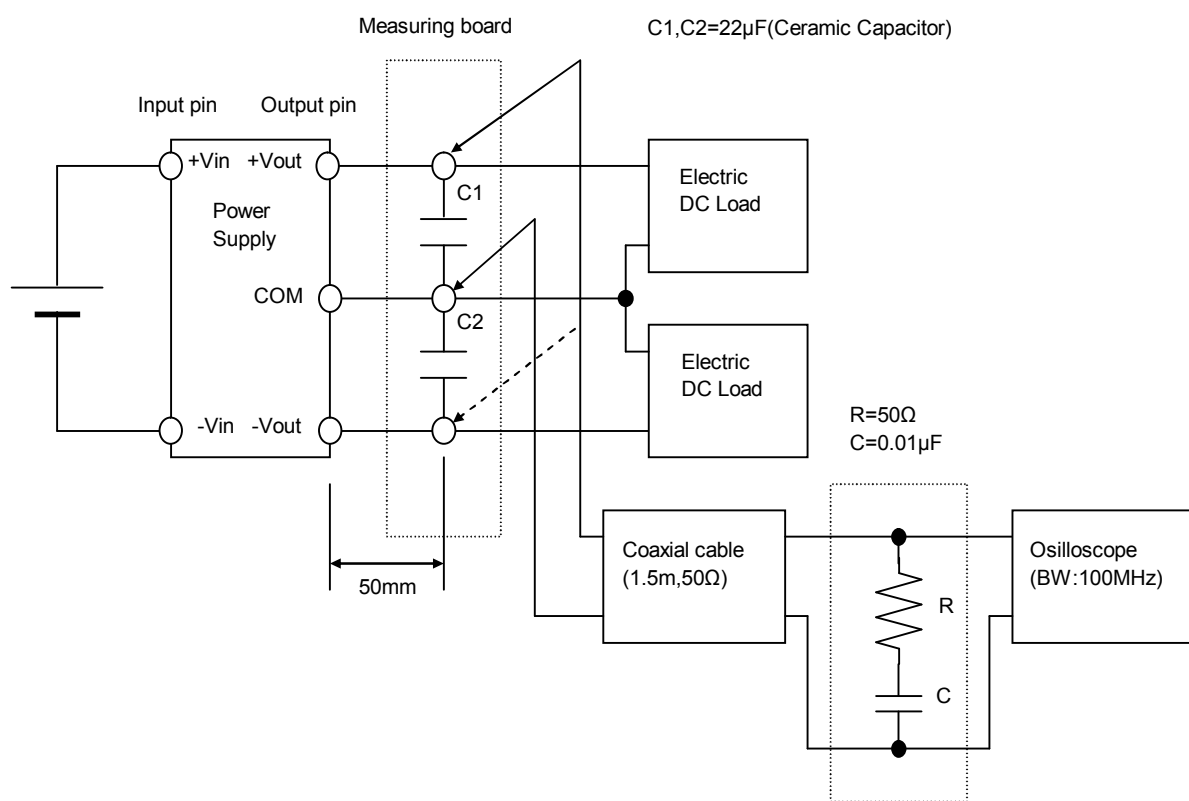 Measuring board
C1,C2=22µF(Ceramic Capacitor)
Input pin
Output pin
+Vin
+Vout
C1
Electric
DC Load
Power
Supply
COM
C2
Electric
DC Load
-Vin
-Vout
R=50Ω
C=0.01µF
50mm
Coaxial cable
(1.5m,50Ω)
R
C
Osilloscope
(BW:100MHz)